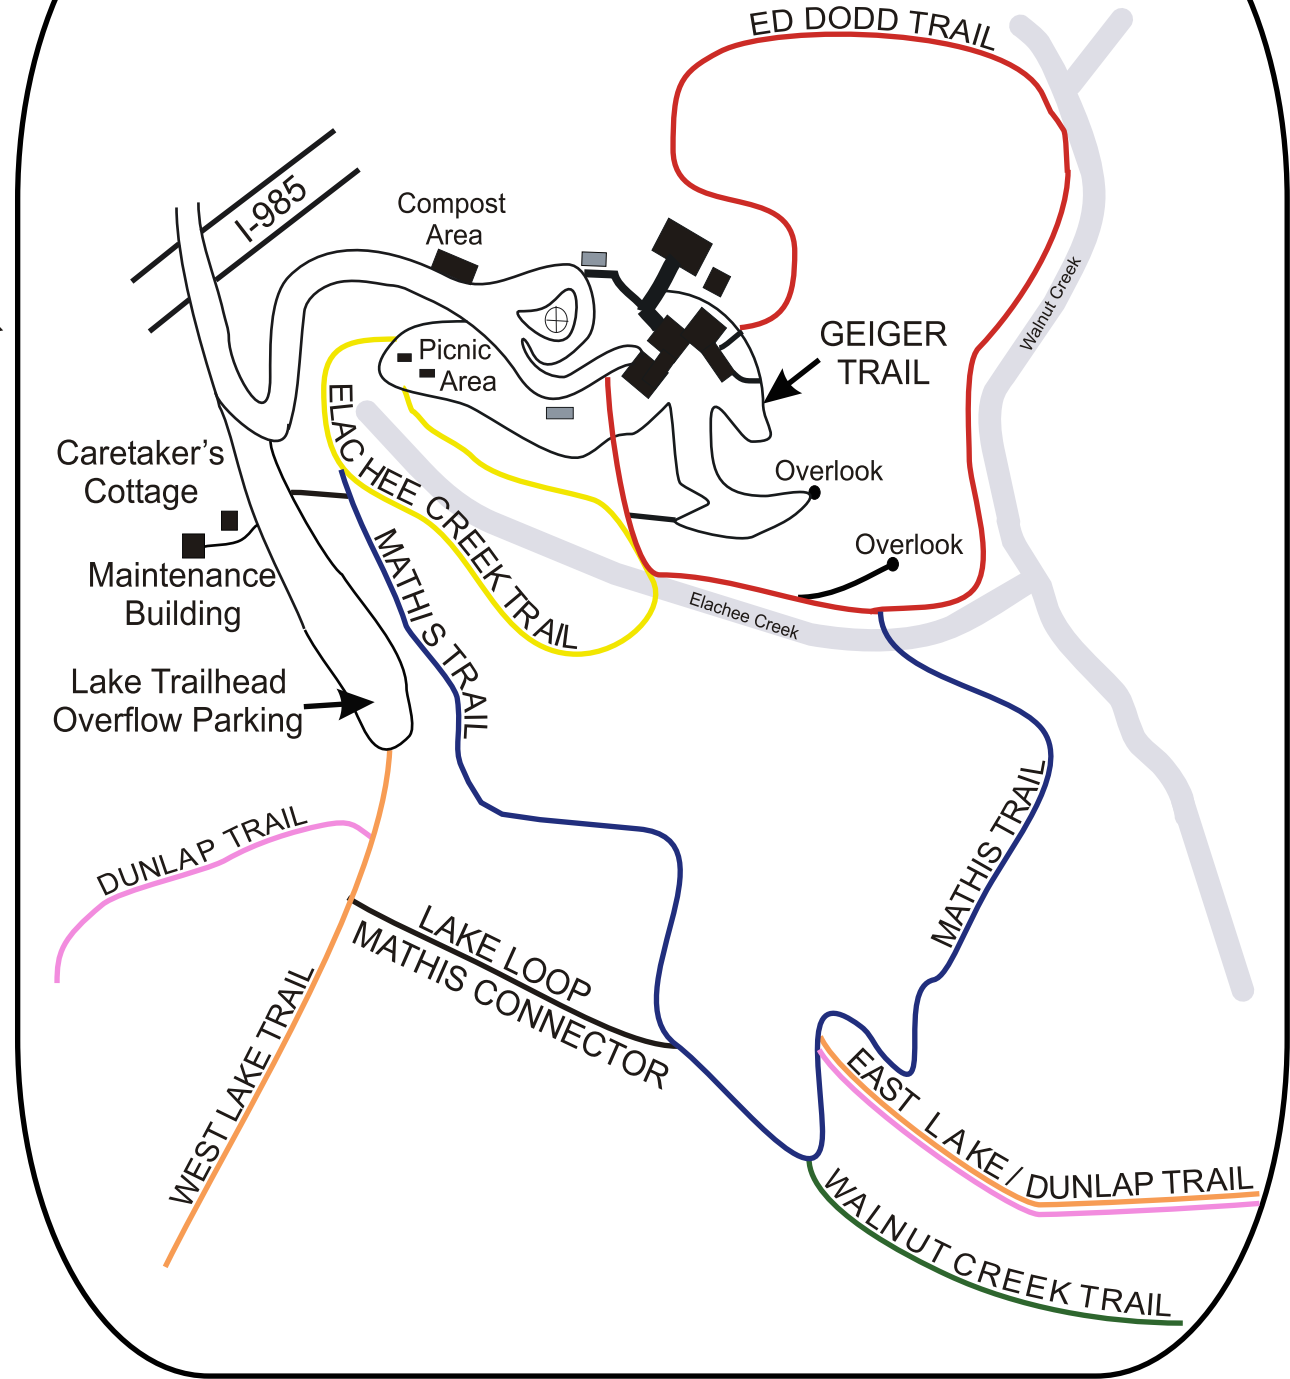 ED DODD TRAIL
I-985
Compost
Area
Walnut Creek
GEIGER
TRAIL
Picnic
Area
ELACHEE CREEK TRAIL
Caretaker's
Cottage
Overlook
Overlook
Maintenance
Building
MATHIS TRAIL
Elachee Creek
Lake Trailhead
Overflow Parking
MATHIS TRAIL
DUNLAP TRAIL
LAKE LOOP
MATHIS CONNECTOR
WEST LAKE TRAIL
EAST LAKE / DUNLAP TRAIL
WALNUT CREEK TRAIL